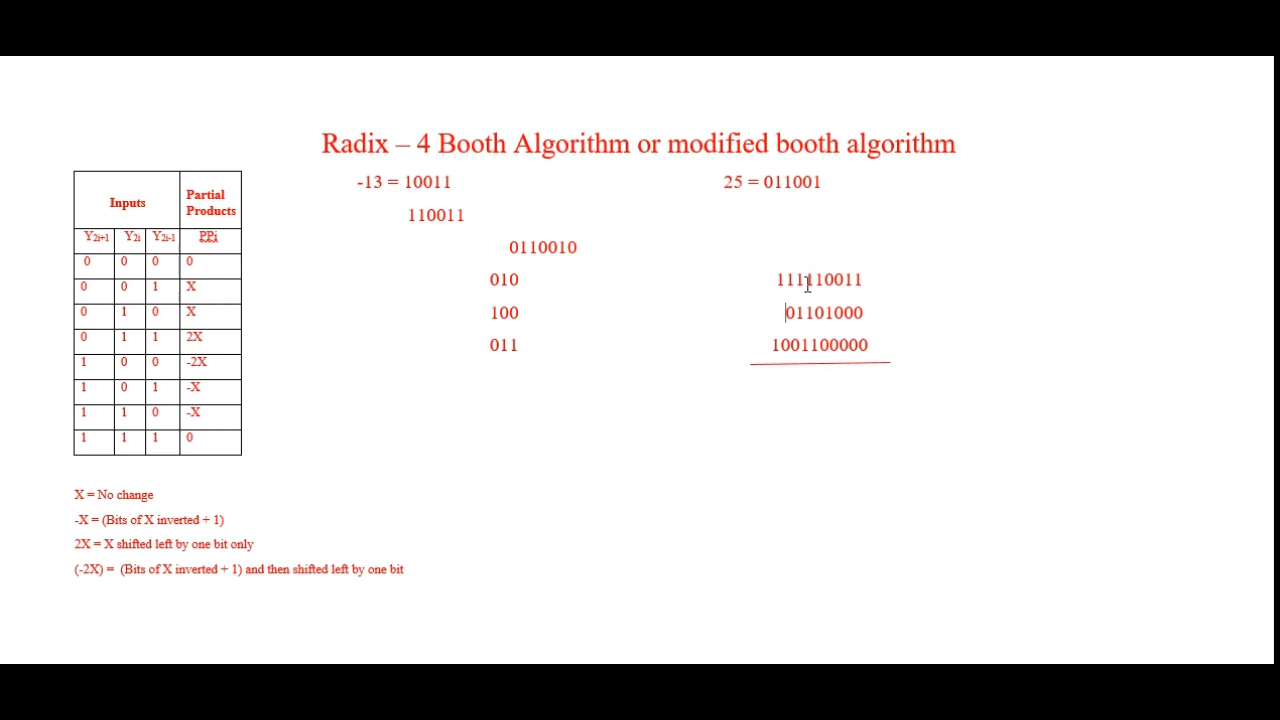 Radix – 4 Booth Algorithm or modified booth algorithm
-13 = 10011 25 = 011001
110011
0110010
010 111110011
100 01101000
011 1001100000
Inputs Partial Products
Y2i+1 Y2i Y2i-1 PPi
0 0 0 0
0 0 1 X
0 1 0 X
0 1 1 2X
1 0 0 -2X
1 0 1 -X
1 1 0 -X
1 1 1 0
X = No change
-X = (Bits of X inverted + 1)
2X = X shifted left by one bit only
(-2X) = (Bits of X inverted + 1) and then shifted left by one bit